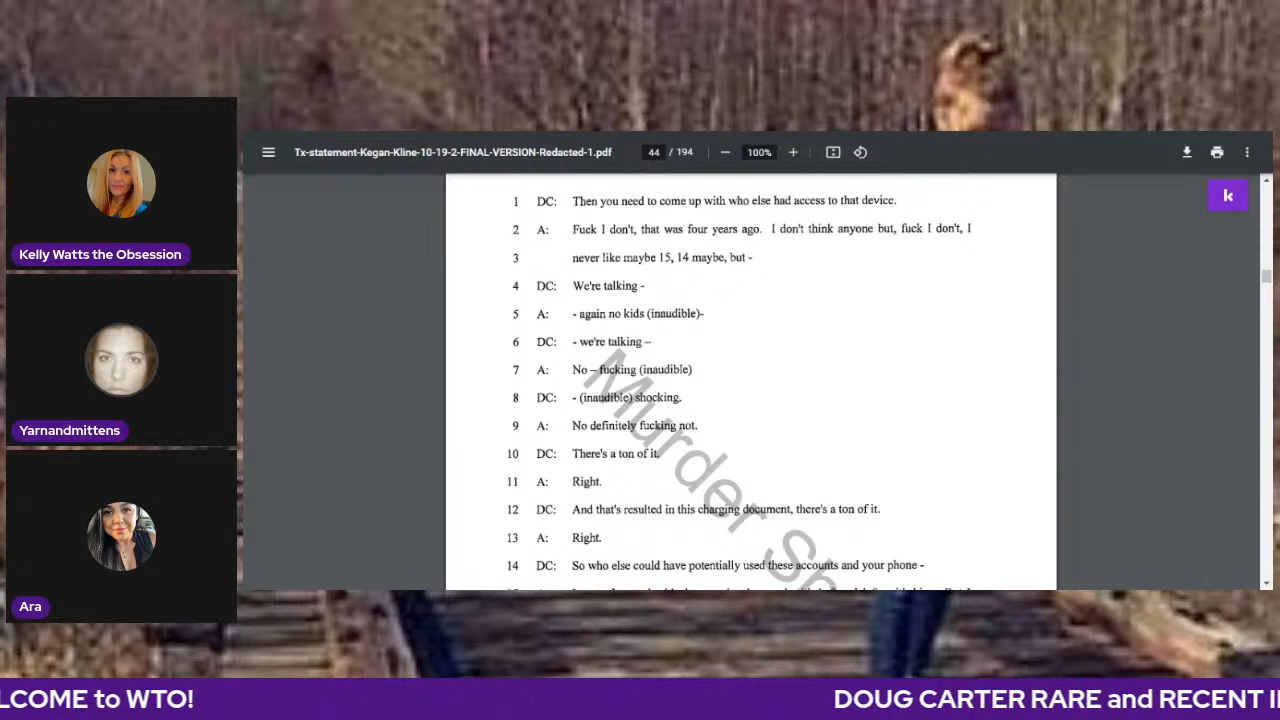 Tx-statement-Kegan-Kline-10-19-2-FINAL-VERSION-Redacted-1.pdf 44 / 194 100%
k
Kelly Watts the Obsession
Yarnandmittens
Ara
1 DC: Then you need to come up with who else had access to that device.
2 A: Fuck I don't, that was four years ago. I don't think anyone but, fuck I don't, I
3 never like maybe 15, 14 maybe, but -
4 DC: We're talking -
5 A: - again no kids (inaudible)-
6 DC: - we're talking –
7 A: No – fucking (inaudible)
8 DC: - (inaudible) shocking.
9 A: No definitely fucking not.
10 DC: There's a ton of it.
11 A: Right.
12 DC: And that's resulted in this charging document, there's a ton of it.
13 A: Right.
14 DC: So who else could have potentially used these accounts and your phone -
Murder Sh
LCOME to WTO! DOUG CARTER RARE and RECENT I